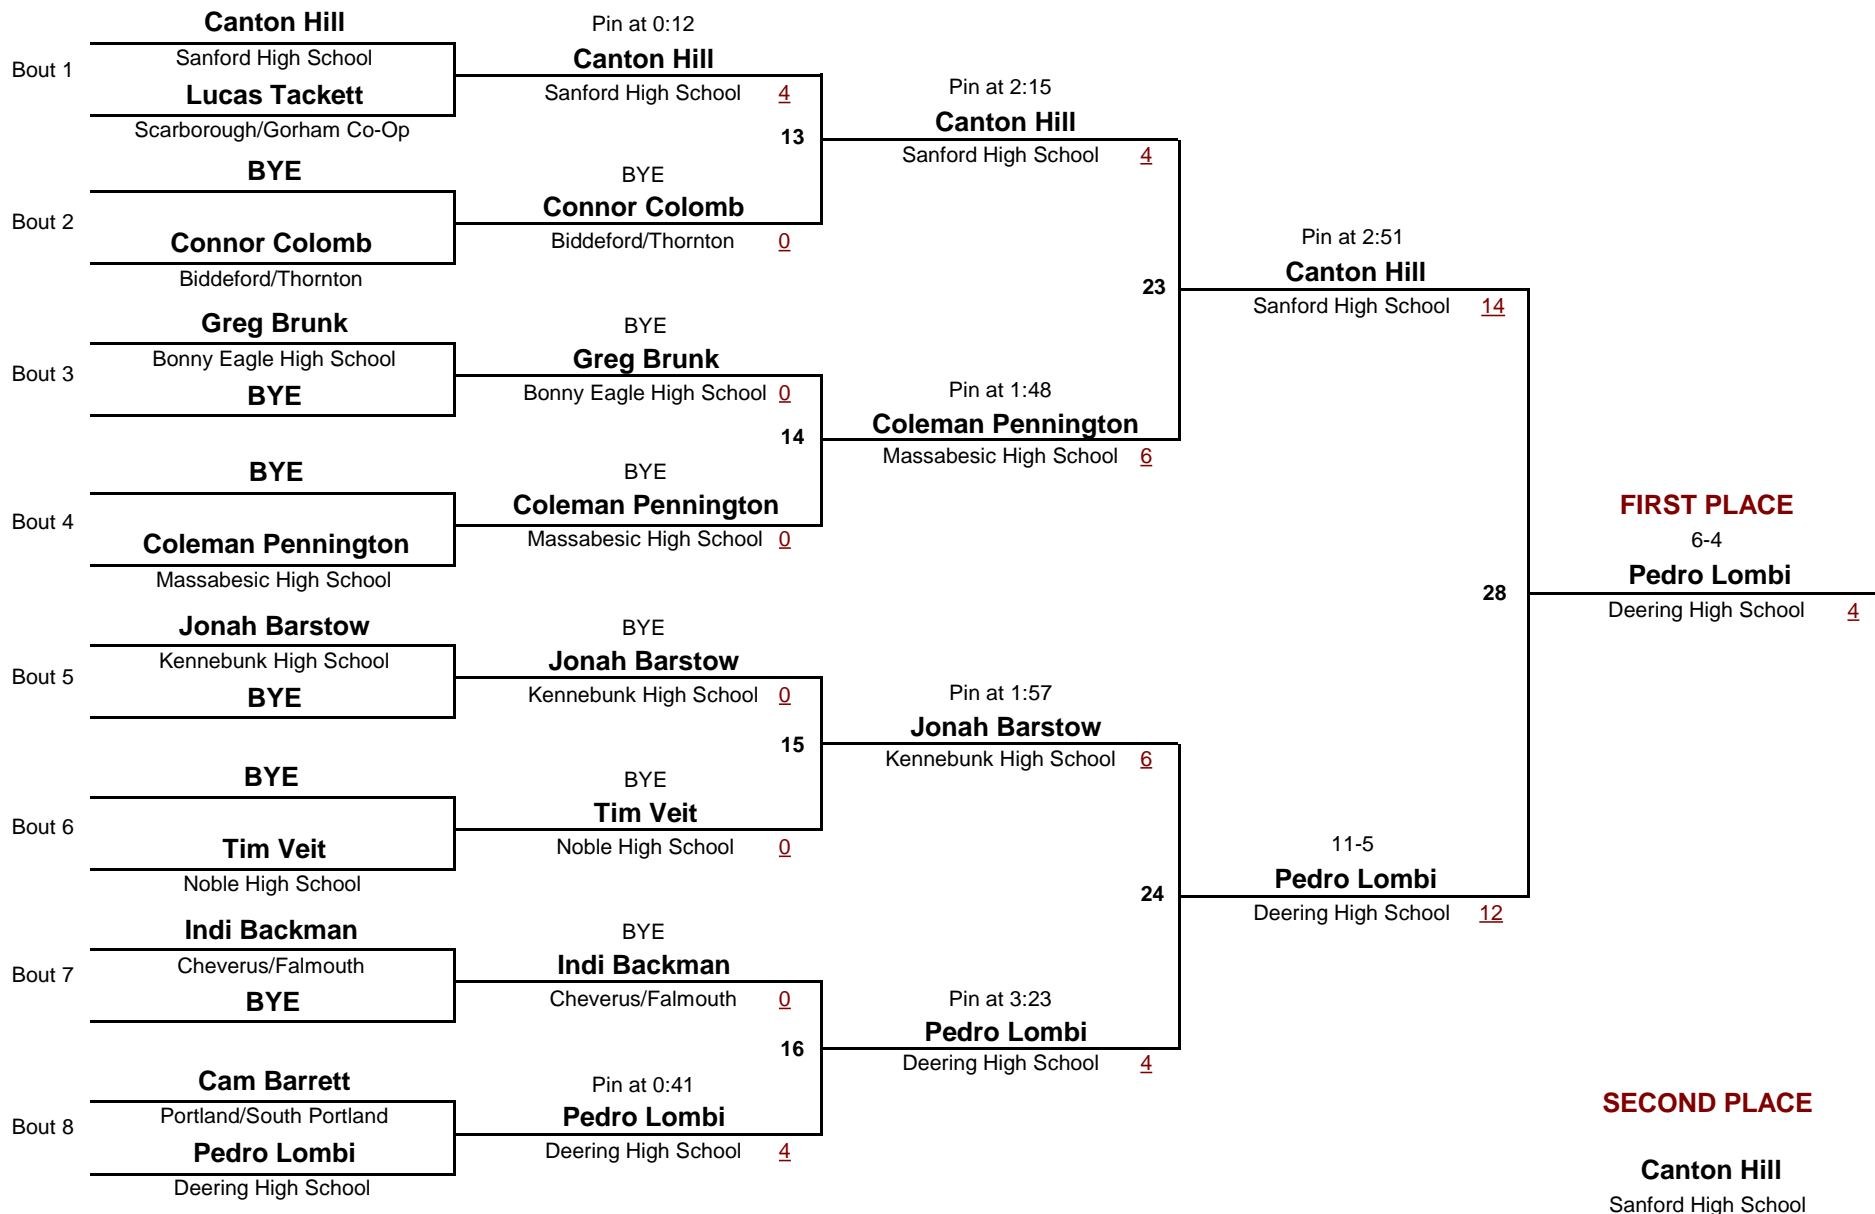 Canton Hill
Sanford High School
Bout 1
Lucas Tackett
Scarborough/Gorham Co-Op
BYE
Bout 2
Connor Colomb
Biddeford/Thornton
Greg Brunk
Bonny Eagle High School
Bout 3
BYE
BYE
Bout 4
Coleman Pennington
Massabesic High School
Jonah Barstow
Kennebunk High School
Bout 5
BYE
BYE
Bout 6
Tim Veit
Noble High School
Indi Backman
Cheverus/Falmouth
Bout 7
BYE
Cam Barrett
Portland/South Portland
Bout 8
Pedro Lombi
Deering High School
Pin at 0:12
Canton Hill
Sanford High School 4
13
BYE
Connor Colomb
Biddeford/Thornton 0
BYE
Greg Brunk
Bonny Eagle High School 0
14
BYE
Coleman Pennington
Massabesic High School 0
BYE
Jonah Barstow
Kennebunk High School 0
15
BYE
Tim Veit
Noble High School 0
BYE
Indi Backman
Cheverus/Falmouth 0
16
Pin at 0:41
Pedro Lombi
Deering High School 4
Pin at 2:15
Canton Hill
Sanford High School 4
23
Pin at 1:48
Coleman Pennington
Massabesic High School 6
Pin at 1:57
Jonah Barstow
Kennebunk High School 6
24
Pin at 3:23
Pedro Lombi
Deering High School 4
Pin at 2:51
Canton Hill
Sanford High School 14
28
11-5
Pedro Lombi
Deering High School 12
FIRST PLACE
6-4
Pedro Lombi
Deering High School 4
SECOND PLACE
Canton Hill
Sanford High School